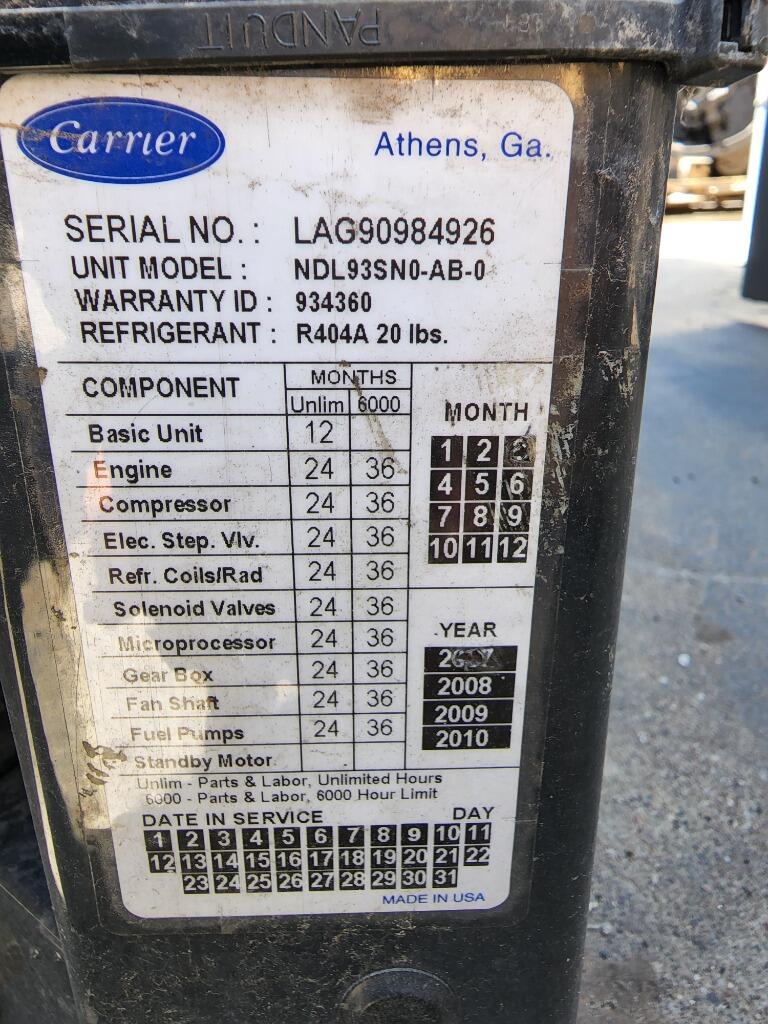 PANDUIT
Carrier
Athens, Ga.
SERIAL NO. : LAG90984926
UNIT MODEL : NDL93SN0-AB-0
WARRANTY ID : 934360
REFRIGERANT : R404A 20 lbs.
COMPONENT MONTHS
Unlim 6000
Basic Unit 12
Engine 24 36
Compressor 24 36
Elec. Step. Vlv. 24 36
Refr. Coils/Rad 24 36
Solenoid Valves 24 36
Microprocessor 24 36
Gear Box 24 36
Fan Shaft 24 36
Fuel Pumps 24 36
Standby Motor
MONTH
1 2 3
4 5 6
7 8 9
10 11 12
YEAR
2007
2008
2009
2010
Unlim - Parts & Labor, Unlimited Hours
6000 - Parts & Labor, 6000 Hour Limit
DATE IN SERVICE DAY
1 2 3 4 5 6 7 8 9 10 11
12 13 14 15 16 17 18 19 20 21 22
23 24 25 26 27 28 29 30 31
MADE IN USA